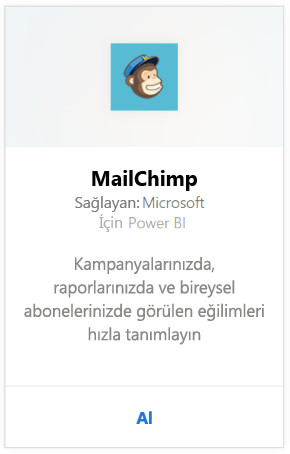 MailChimp
Sağlayan: Microsoft
İçin Power BI
Kampanyalarınızda,
raporlarınızda ve bireysel
abonelerinizde görülen eğilimleri
hızla tanımlayın
Al